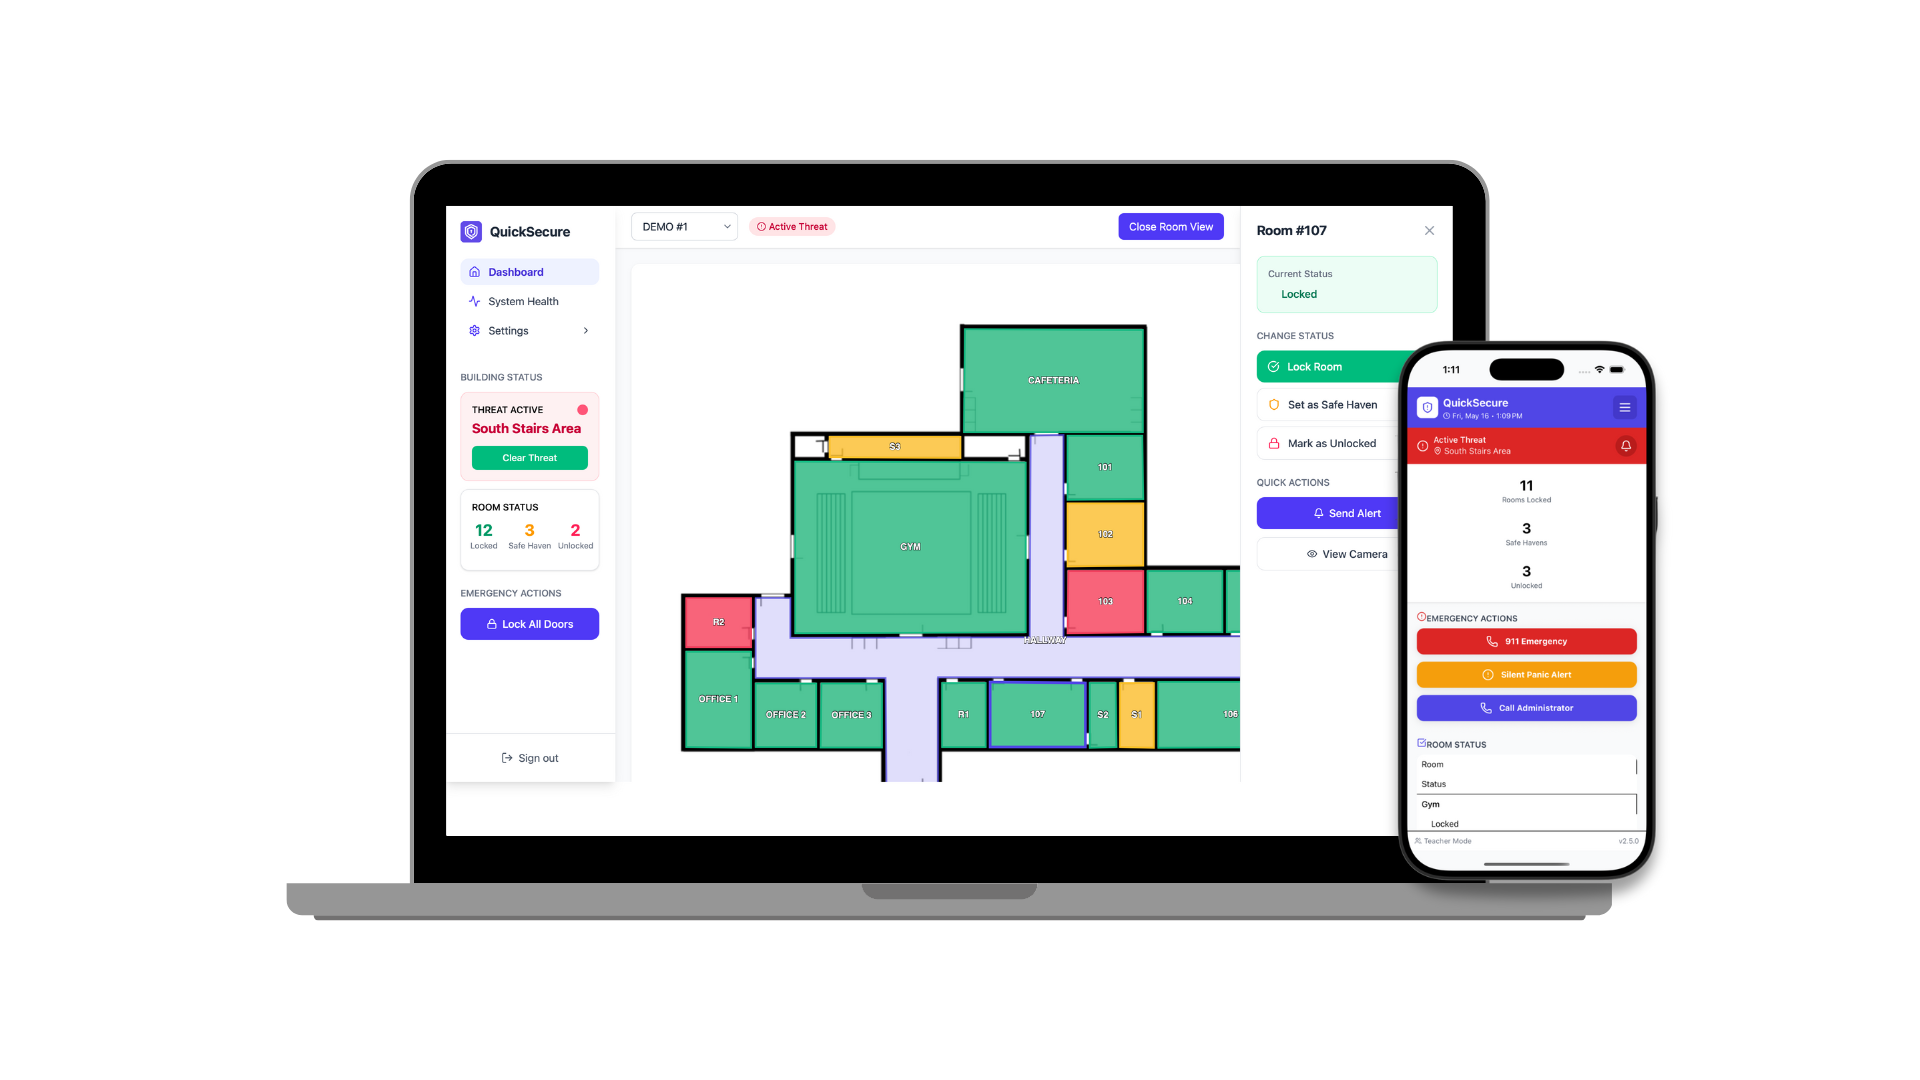 QuickSecure
Dashboard
System Health
Settings
BUILDING STATUS
THREAT ACTIVE
South Stairs Area
Clear Threat
ROOM STATUS
12 3 2
Locked Safe Haven Unlocked
EMERGENCY ACTIONS
Lock All Doors
Sign out
DEMO #1
Active Threat
Close Room View
CAFETERIA
S3
101
GYM
102
103
104
R2
HALLWAY
OFFICE 1
OFFICE 2
OFFICE 3
R1
107
S2
S1
106
Room #107
Current Status
Locked
CHANGE STATUS
Lock Room
Set as Safe Haven
Mark as Unlocked
QUICK ACTIONS
Send Alert
View Camera
1:11
QuickSecure
Fri, May 16 • 1:09 PM
Active Threat
South Stairs Area
11
Rooms Locked
3
Safe Havens
3
Unlocked
EMERGENCY ACTIONS
911 Emergency
Silent Panic Alert
Call Administrator
ROOM STATUS
Room
Status
Gym
Locked
Teacher Mode v2.5.0